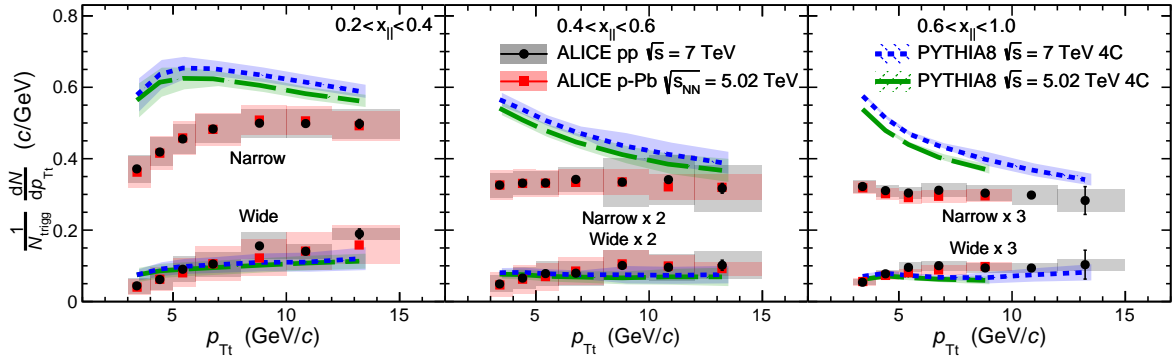 0.2<x||<0.4
0.4<x||<0.6
0.6<x||<1.0
ALICE pp √s = 7 TeV
ALICE p-Pb √sNN = 5.02 TeV
PYTHIA8 √s = 7 TeV 4C
PYTHIA8 √s = 5.02 TeV 4C
1/Ntrigg dN/dpTt (c/GeV)
0.8
0.6
0.4
0.2
0
Narrow
Wide
Narrow x 2
Wide x 2
Narrow x 3
Wide x 3
5 10 15
5 10 15
5 10 15
pTt (GeV/c)
pTt (GeV/c)
pTt (GeV/c)